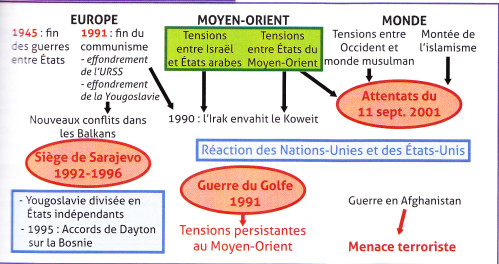 EUROPE
MOYEN-ORIENT
MONDE
1945 : fin
des guerres
entre États
1991 : fin du
communisme
- effondrement
de l'URSS
- effondrement
de la Yougoslavie
Tensions
entre Israël
et États arabes
Tensions
entre États du
Moyen-Orient
Tensions entre
Occident et
monde musulman
Montée de
l'islamisme
Nouveaux conflits dans
les Balkans
1990 : l'Irak envahit le Koweit
Attentats du
11 sept. 2001
Siège de Sarajevo
1992-1996
Réaction des Nations-Unies et des États-Unis
- Yougoslavie divisée en
États indépendants
- 1995 : Accords de Dayton
sur la Bosnie
Guerre du Golfe
1991
Guerre en Afghanistan
Tensions persistantes
au Moyen-Orient
Menace terroriste